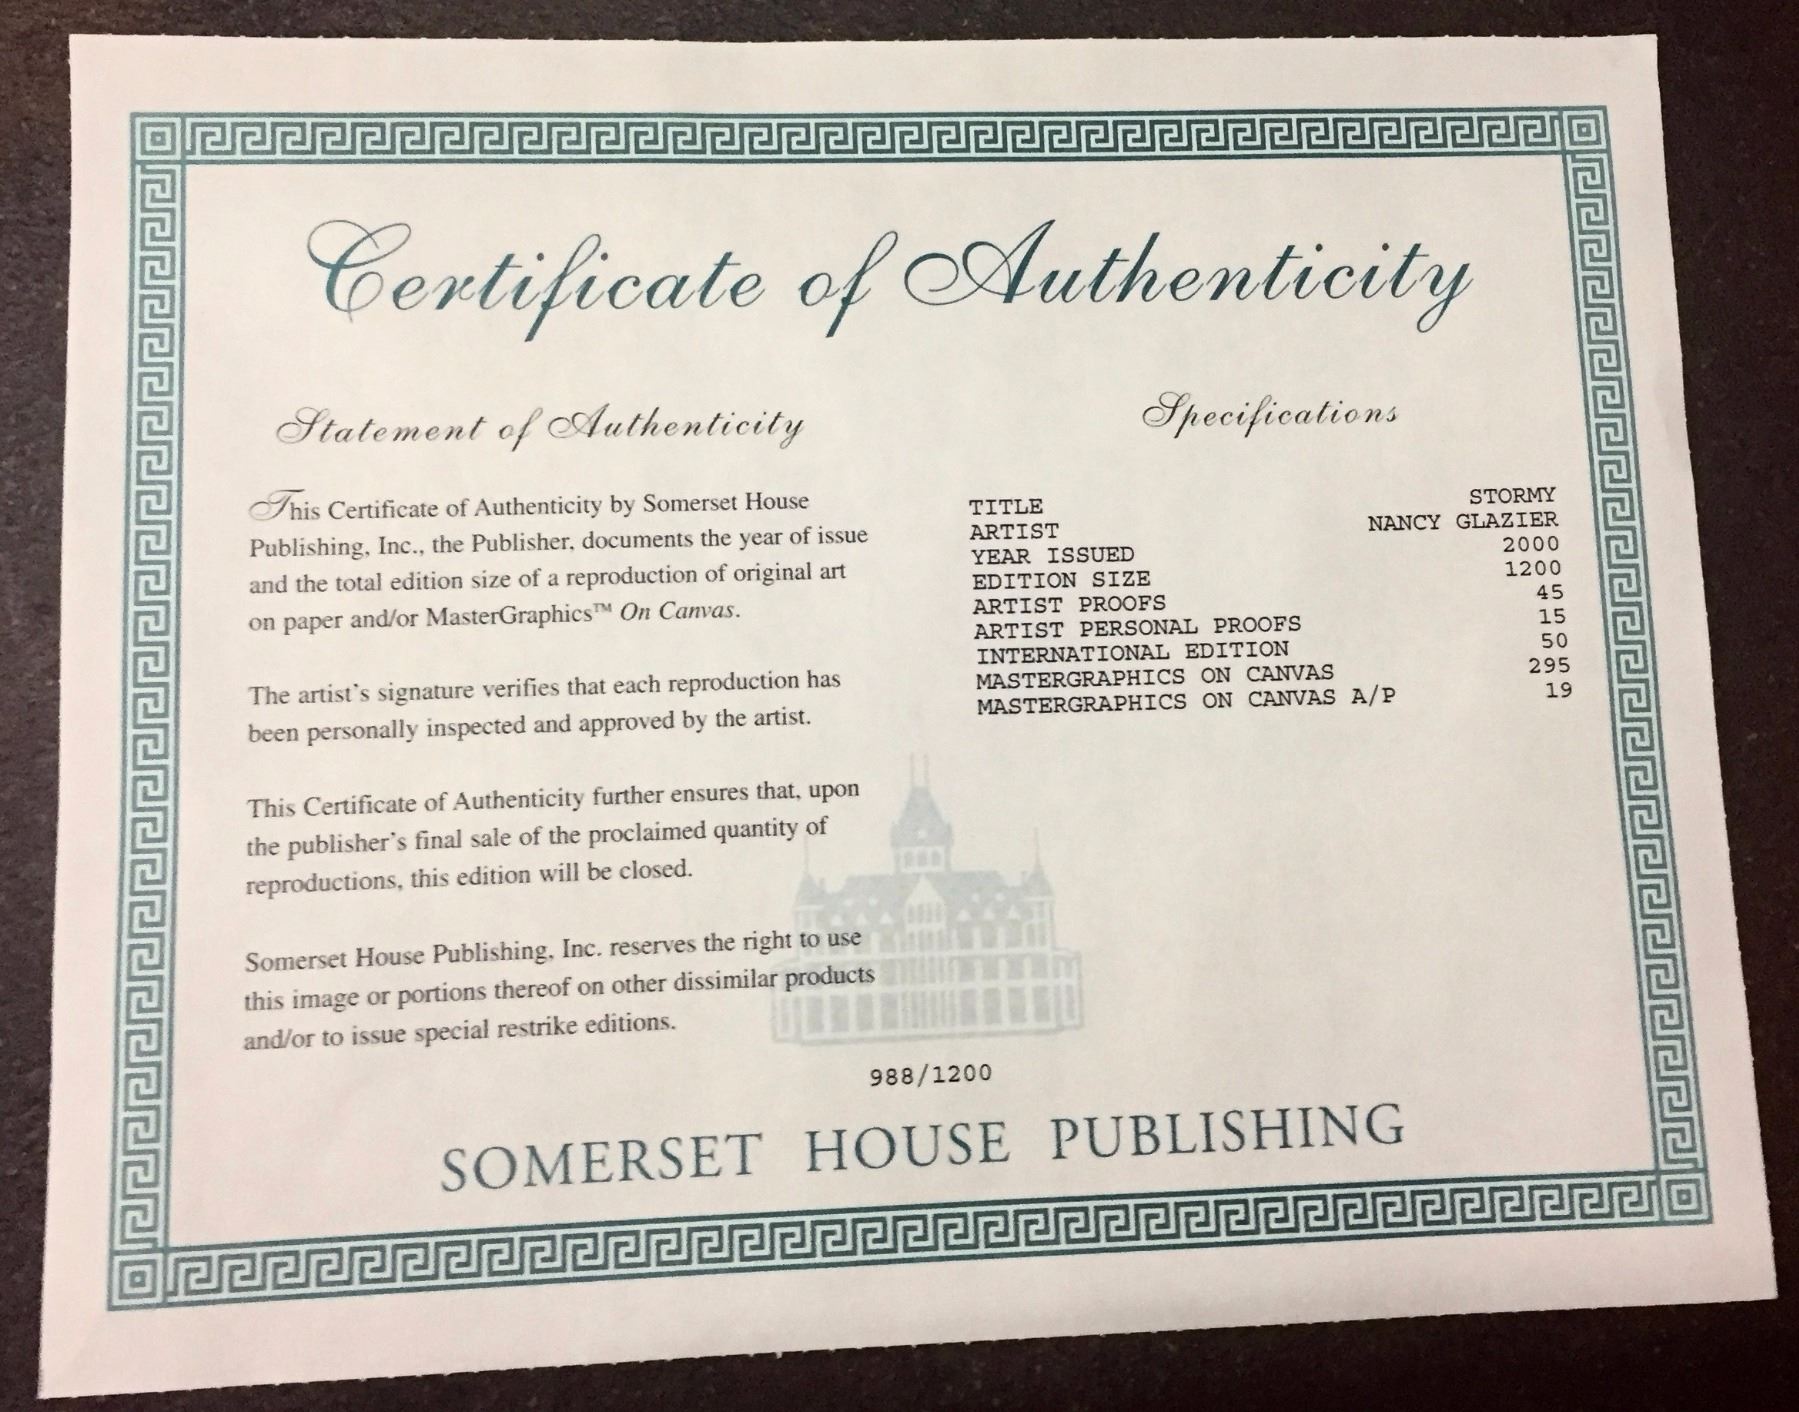 Certificate of Authenticity
Statement of Authenticity
This Certificate of Authenticity by Somerset House
Publishing, Inc., the Publisher, documents the year of issue
and the total edition size of a reproduction of original art
on paper and/or MasterGraphics™ On Canvas.
The artist's signature verifies that each reproduction has
been personally inspected and approved by the artist.
This Certificate of Authenticity further ensures that, upon
the publisher's final sale of the proclaimed quantity of
reproductions, this edition will be closed.
Somerset House Publishing, Inc. reserves the right to use
this image or portions thereof on other dissimilar products
and/or to issue special restrike editions.
Specifications
TITLE STORMY
ARTIST NANCY GLAZIER
YEAR ISSUED 2000
EDITION SIZE 1200
ARTIST PROOFS 45
ARTIST PERSONAL PROOFS 15
INTERNATIONAL EDITION 50
MASTERGRAPHICS ON CANVAS 295
MASTERGRAPHICS ON CANVAS A/P 19
988/1200
SOMERSET HOUSE PUBLISHING